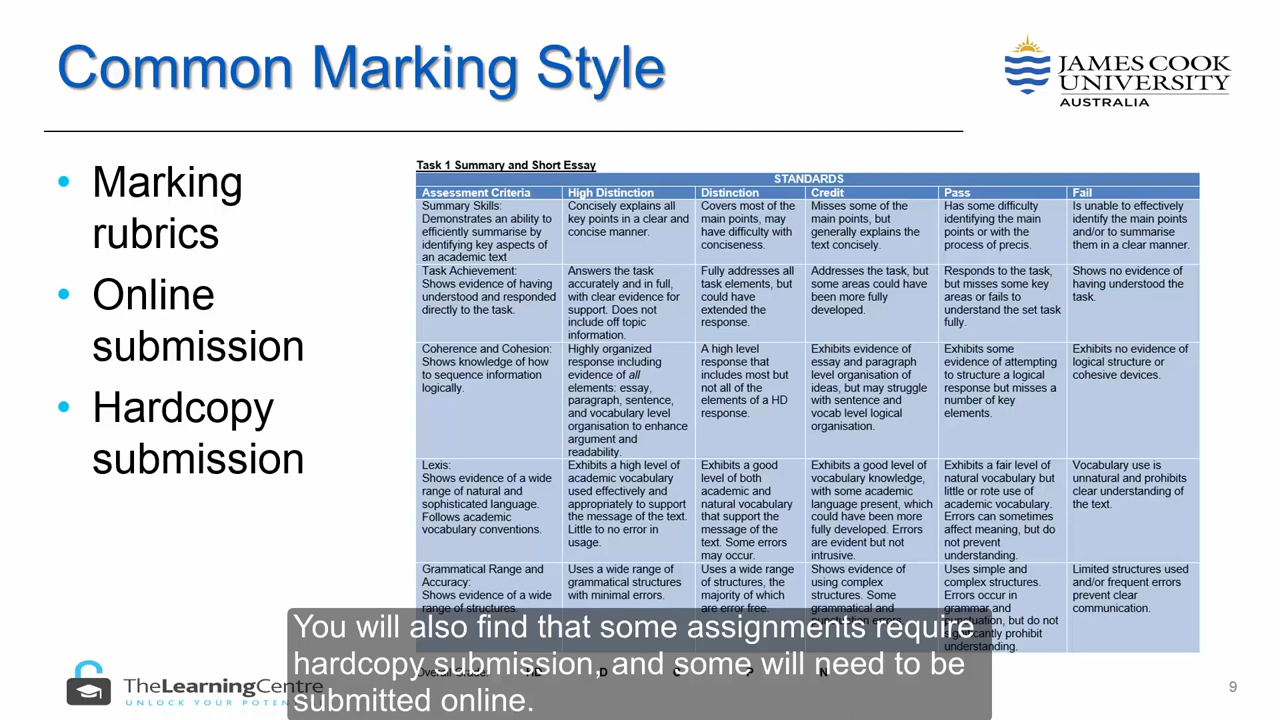 Common Marking Style
JAMES COOK
UNIVERSITY
AUSTRALIA
• Marking
rubrics
• Online
submission
• Hardcopy
submission
Task 1 Summary and Short Essay
STANDARDS
Assessment Criteria High Distinction Distinction Credit Pass Fail
Summary Skills:
Demonstrates an ability to
efficiently summarise by
identifying key aspects of
an academic text
Concisely explains all
key points in a clear and
concise manner.
Covers most of the
main points, may
have difficulty with
conciseness.
Misses some of the
main points, but
generally explains the
text concisely.
Has some difficulty
identifying the main
points or with the
process of precis.
Is unable to effectively
identify the main points
and/or to summarise
them in a clear manner.
Task Achievement:
Shows evidence of having
understood and responded
directly to the task.
Answers the task
accurately and in full,
with clear evidence for
support. Does not
include off topic
information.
Fully addresses all
task elements, but
could have
extended the
response.
Addresses the task, but
some areas could have
been more fully
developed.
Responds to the task,
but misses some key
areas or fails to
understand the set task
fully.
Shows no evidence of
having understood the
task.
Coherence and Cohesion:
Shows knowledge of how
to sequence information
logically.
Highly organized
response including
evidence of all
elements: essay,
paragraph, sentence,
and vocabulary level
organisation to enhance
argument and
readability.
A high level
response that
includes most but
not all of the
elements of a HD
response.
Exhibits evidence of
essay and paragraph
level organisation of
ideas, but may struggle
with sentence and
vocab level logical
organisation.
Exhibits some
evidence of attempting
to structure a logical
response but misses a
number of key
elements.
Exhibits no evidence of
logical structure or
cohesive devices.
Lexis:
Shows evidence of a wide
range of natural and
sophisticated language.
Follows academic
vocabulary conventions.
Exhibits a high level of
academic vocabulary
used effectively and
appropriately to support
the message of the text.
Little to no error in
usage.
Exhibits a good
level of both
academic and
natural vocabulary
that support the
message of the
text. Some errors
may occur.
Exhibits a good level of
vocabulary knowledge,
with some academic
language present, which
could have been more
fully developed. Errors
are evident but not
intrusive.
Exhibits a fair level of
natural vocabulary but
little or rote use of
academic vocabulary.
Errors can sometimes
affect meaning, but do
not prevent
understanding.
Vocabulary use is
unnatural and prohibits
clear understanding of
the text.
Grammatical Range and
Accuracy:
Shows evidence of a wide
range of structures.
Uses a wide range of
grammatical structures
with minimal errors.
Uses a wide range
of structures, the
majority of which
are error free.
Shows evidence of
using complex
structures. Some
grammatical and
punctuation errors.
Uses simple and
complex structures.
Errors occur in
grammar and
punctuation, but do not
significantly prohibit
understanding.
Limited structures used
and/or frequent errors
prevent clear
communication.
You will also find that some assignments require
hardcopy submission, and some will need to be
submitted online.
TheLearningCentre
UNLOCK YOUR
9